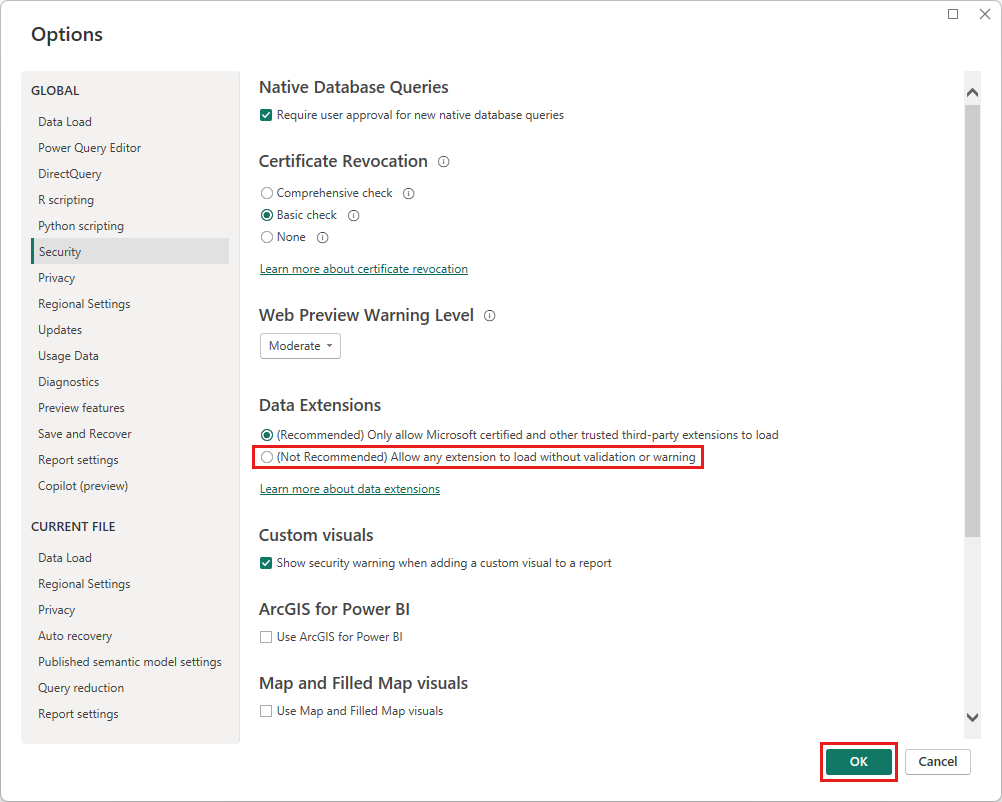 Options
GLOBAL
Data Load
Power Query Editor
DirectQuery
R scripting
Python scripting
Security
Privacy
Regional Settings
Updates
Usage Data
Diagnostics
Preview features
Save and Recover
Report settings
Copilot (preview)
CURRENT FILE
Data Load
Regional Settings
Privacy
Auto recovery
Published semantic model settings
Query reduction
Report settings
Native Database Queries
Require user approval for new native database queries
Certificate Revocation
Comprehensive check
Basic check
None
Learn more about certificate revocation
Web Preview Warning Level
Moderate
Data Extensions
(Recommended) Only allow Microsoft certified and other trusted third-party extensions to load
(Not Recommended) Allow any extension to load without validation or warning
Learn more about data extensions
Custom visuals
Show security warning when adding a custom visual to a report
ArcGIS for Power BI
Use ArcGIS for Power BI
Map and Filled Map visuals
Use Map and Filled Map visuals
OK
Cancel